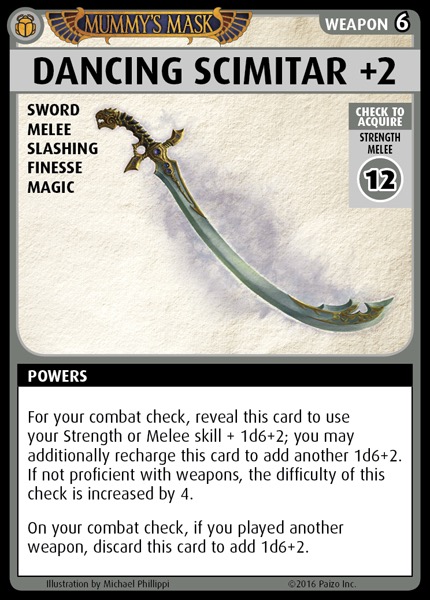 MUMMY'S MASK
WEAPON 6
DANCING SCIMITAR +2
SWORD
MELEE
SLASHING
FINESSE
MAGIC
CHECK TO
ACQUIRE
STRENGTH
MELEE
12
POWERS
For your combat check, reveal this card to use
your Strength or Melee skill + 1d6+2; you may
additionally recharge this card to add another 1d6+2.
If not proficient with weapons, the difficulty of this
check is increased by 4.
On your combat check, if you played another
weapon, discard this card to add 1d6+2.
Illustration by Michael Phillippi
©2016 Paizo Inc.